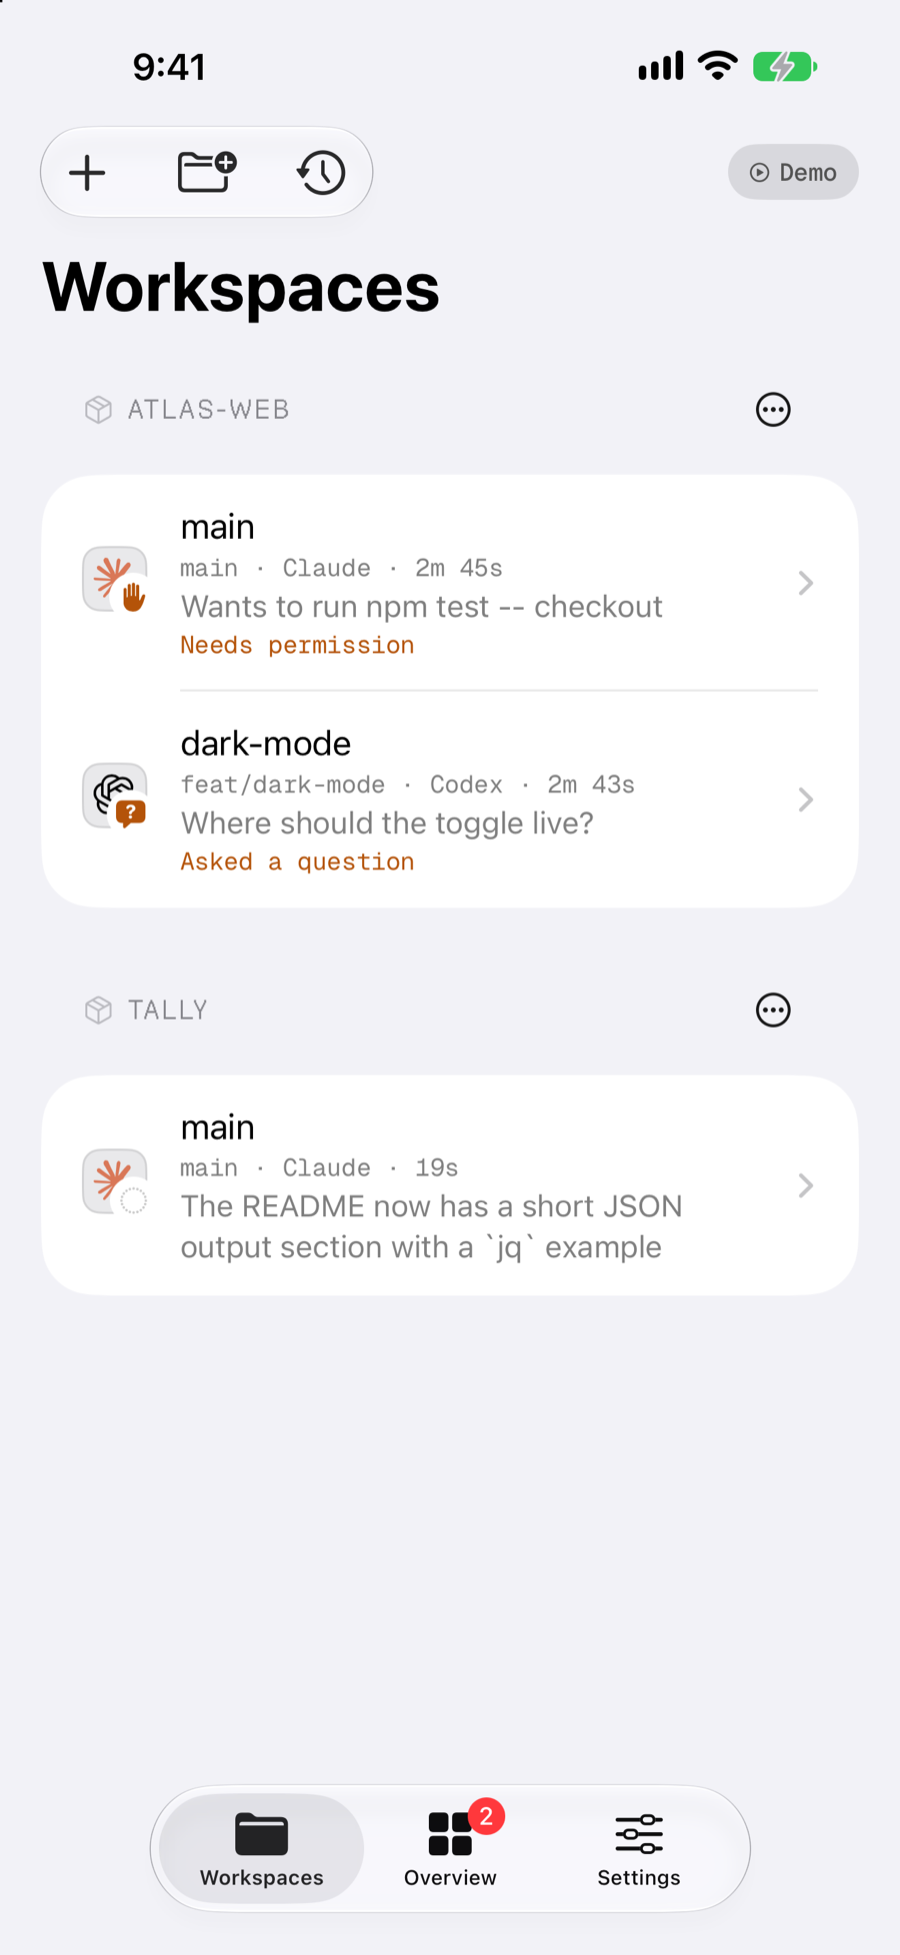 9:41
Demo
Workspaces
ATLAS-WEB
main
main · Claude · 2m 45s
Wants to run npm test -- checkout
Needs permission
dark-mode
feat/dark-mode · Codex · 2m 43s
Where should the toggle live?
?
Asked a question
TALLY
main
main · Claude · 19s
The README now has a short JSON
output section with a `jq` example
2
Workspaces
Overview
Settings